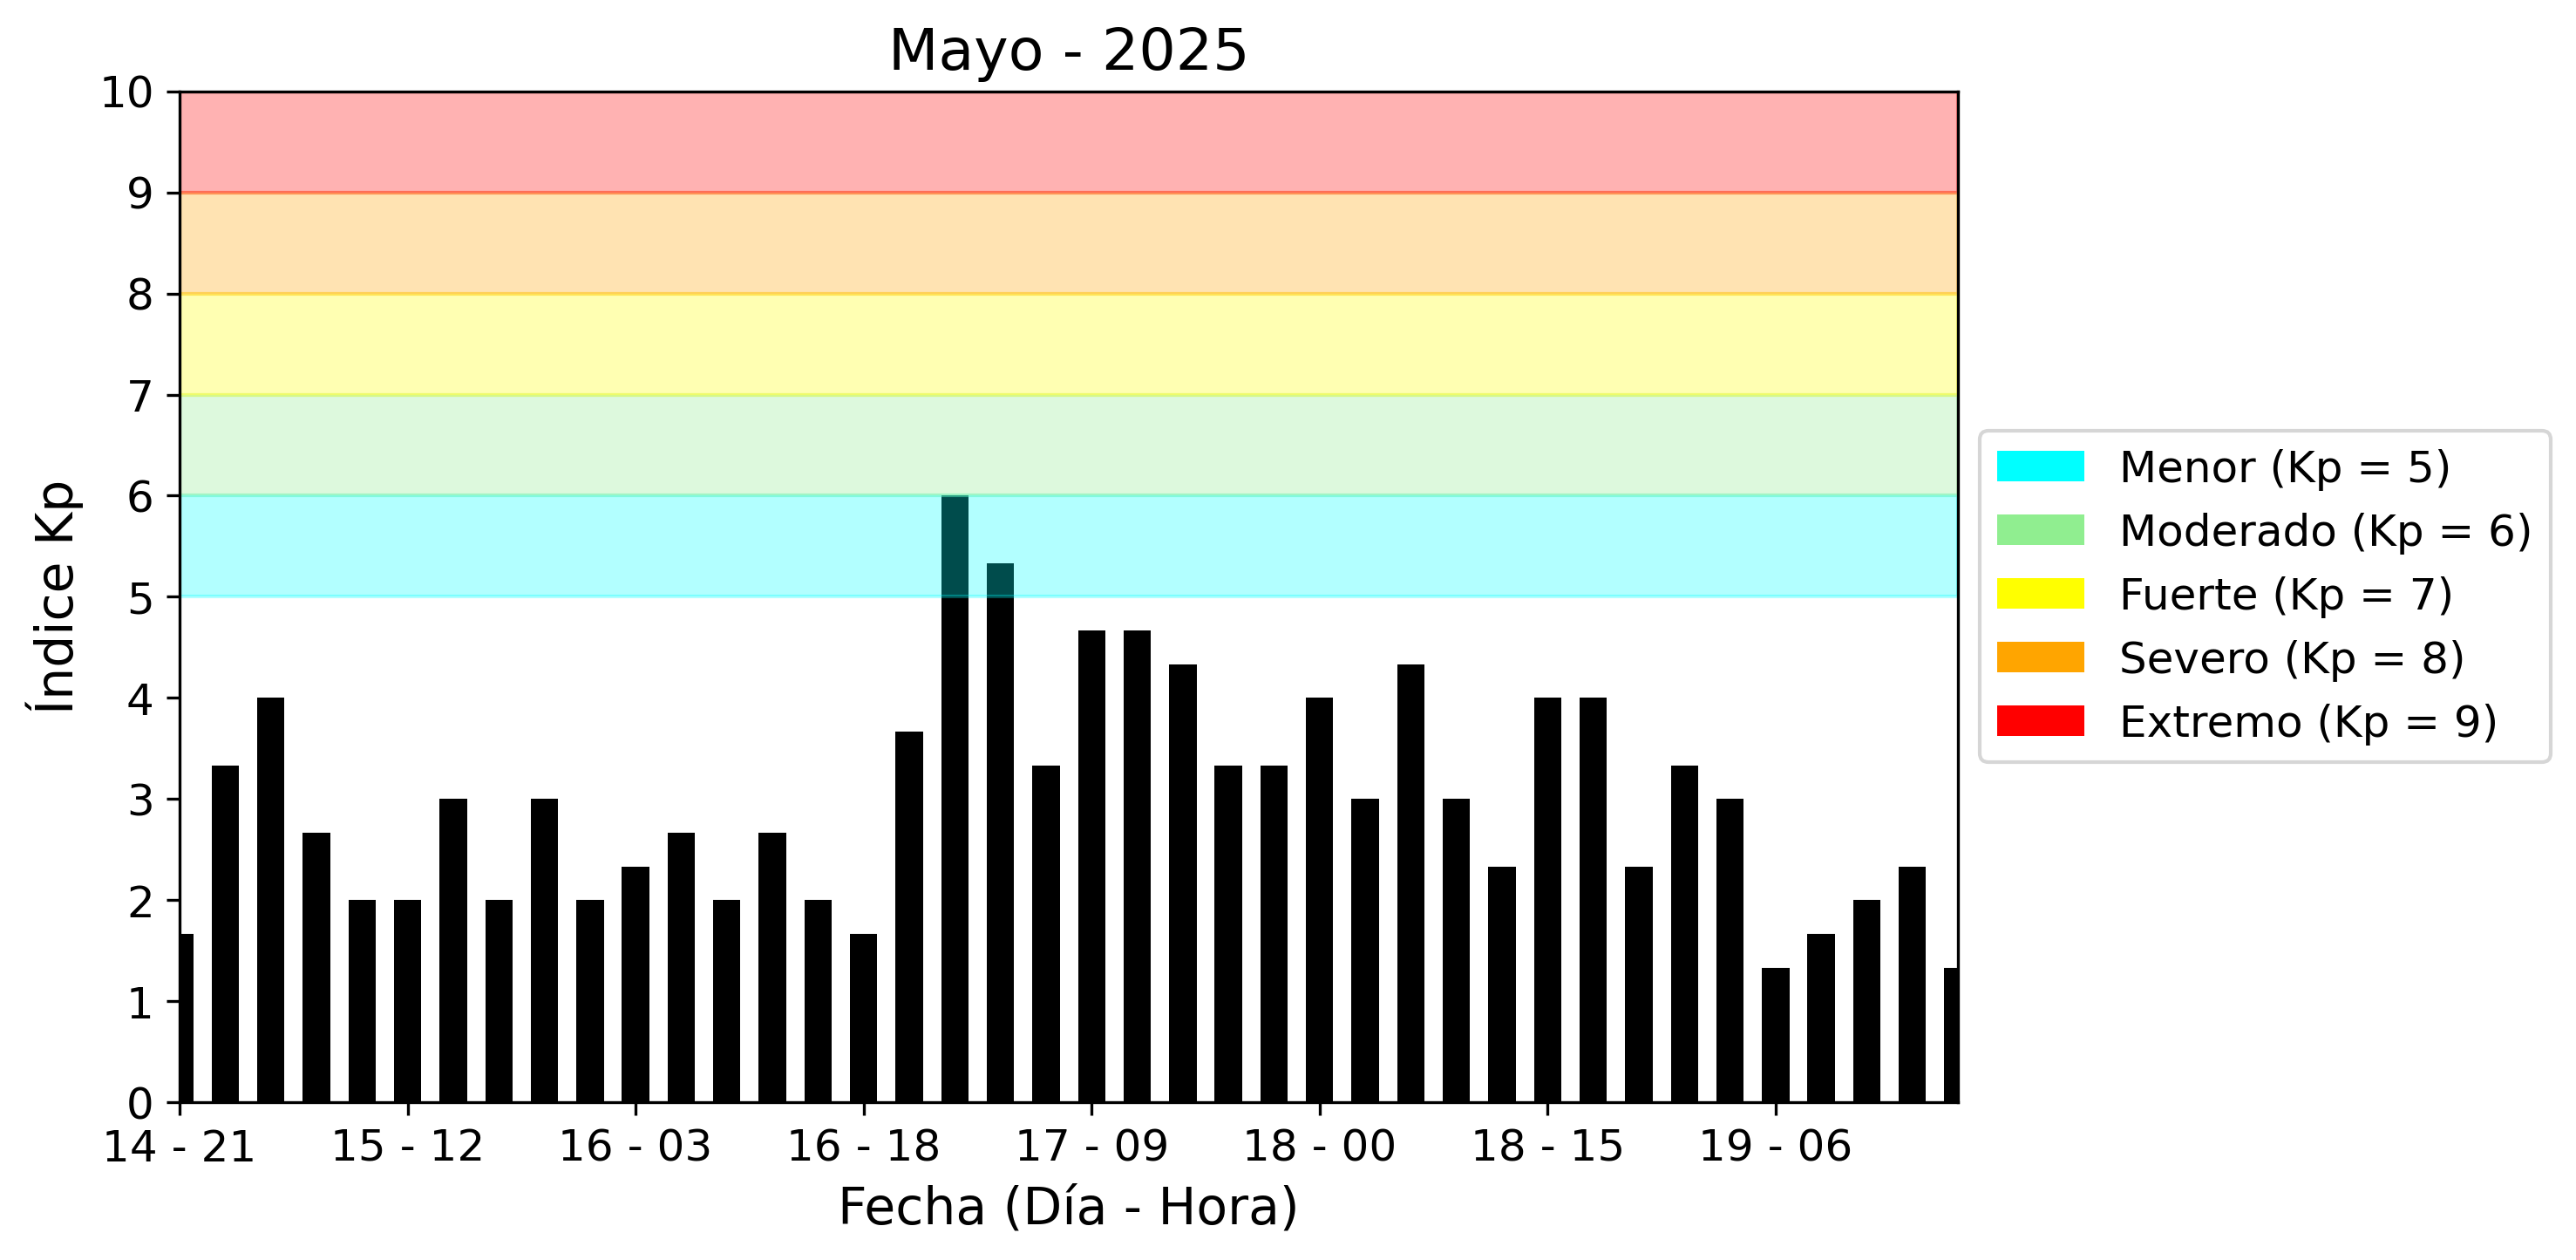 Mayo - 2025
10
9
8
7
6
5
4
3
2
1
0
Índice Kp
14 - 21 15 - 12 16 - 03 16 - 18 17 - 09 18 - 00 18 - 15 19 - 06
Fecha (Día - Hora)
Menor (Kp = 5)
Moderado (Kp = 6)
Fuerte (Kp = 7)
Severo (Kp = 8)
Extremo (Kp = 9)